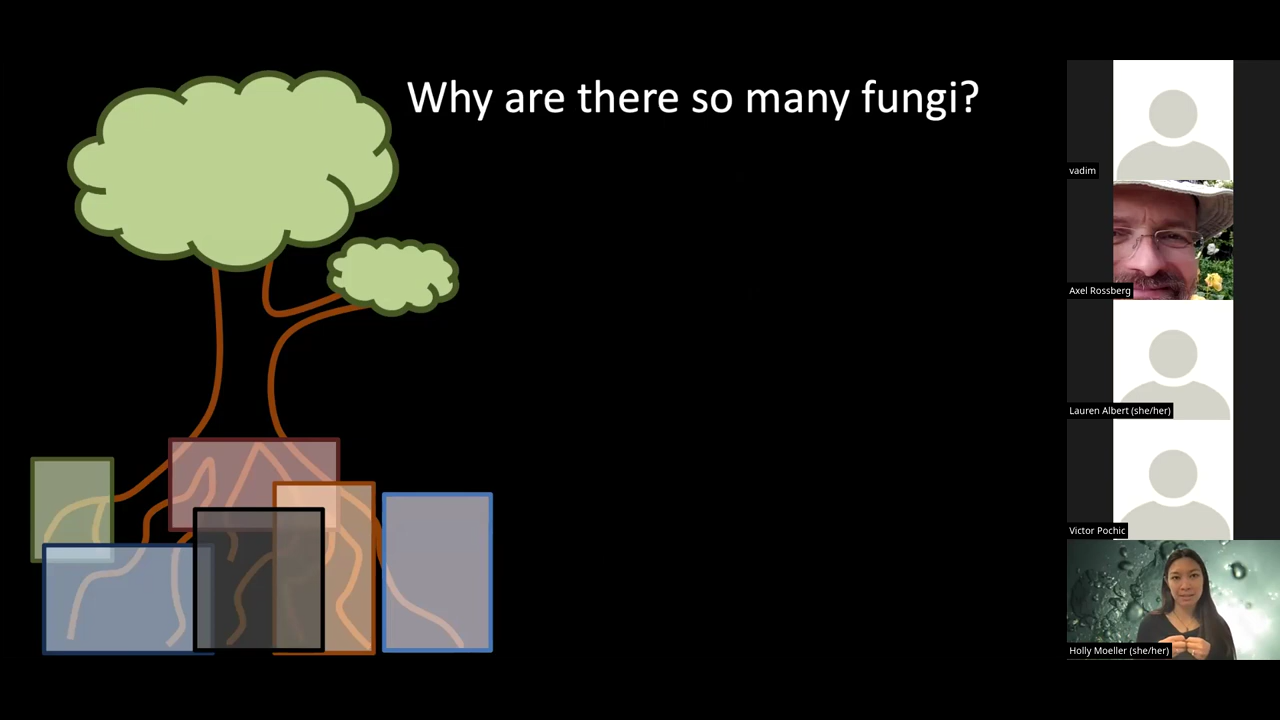 Why are there so many fungi?
vadim
Axel Rossberg
Lauren Albert (she/her)
Victor Pochic
Holly Moeller (she/her)